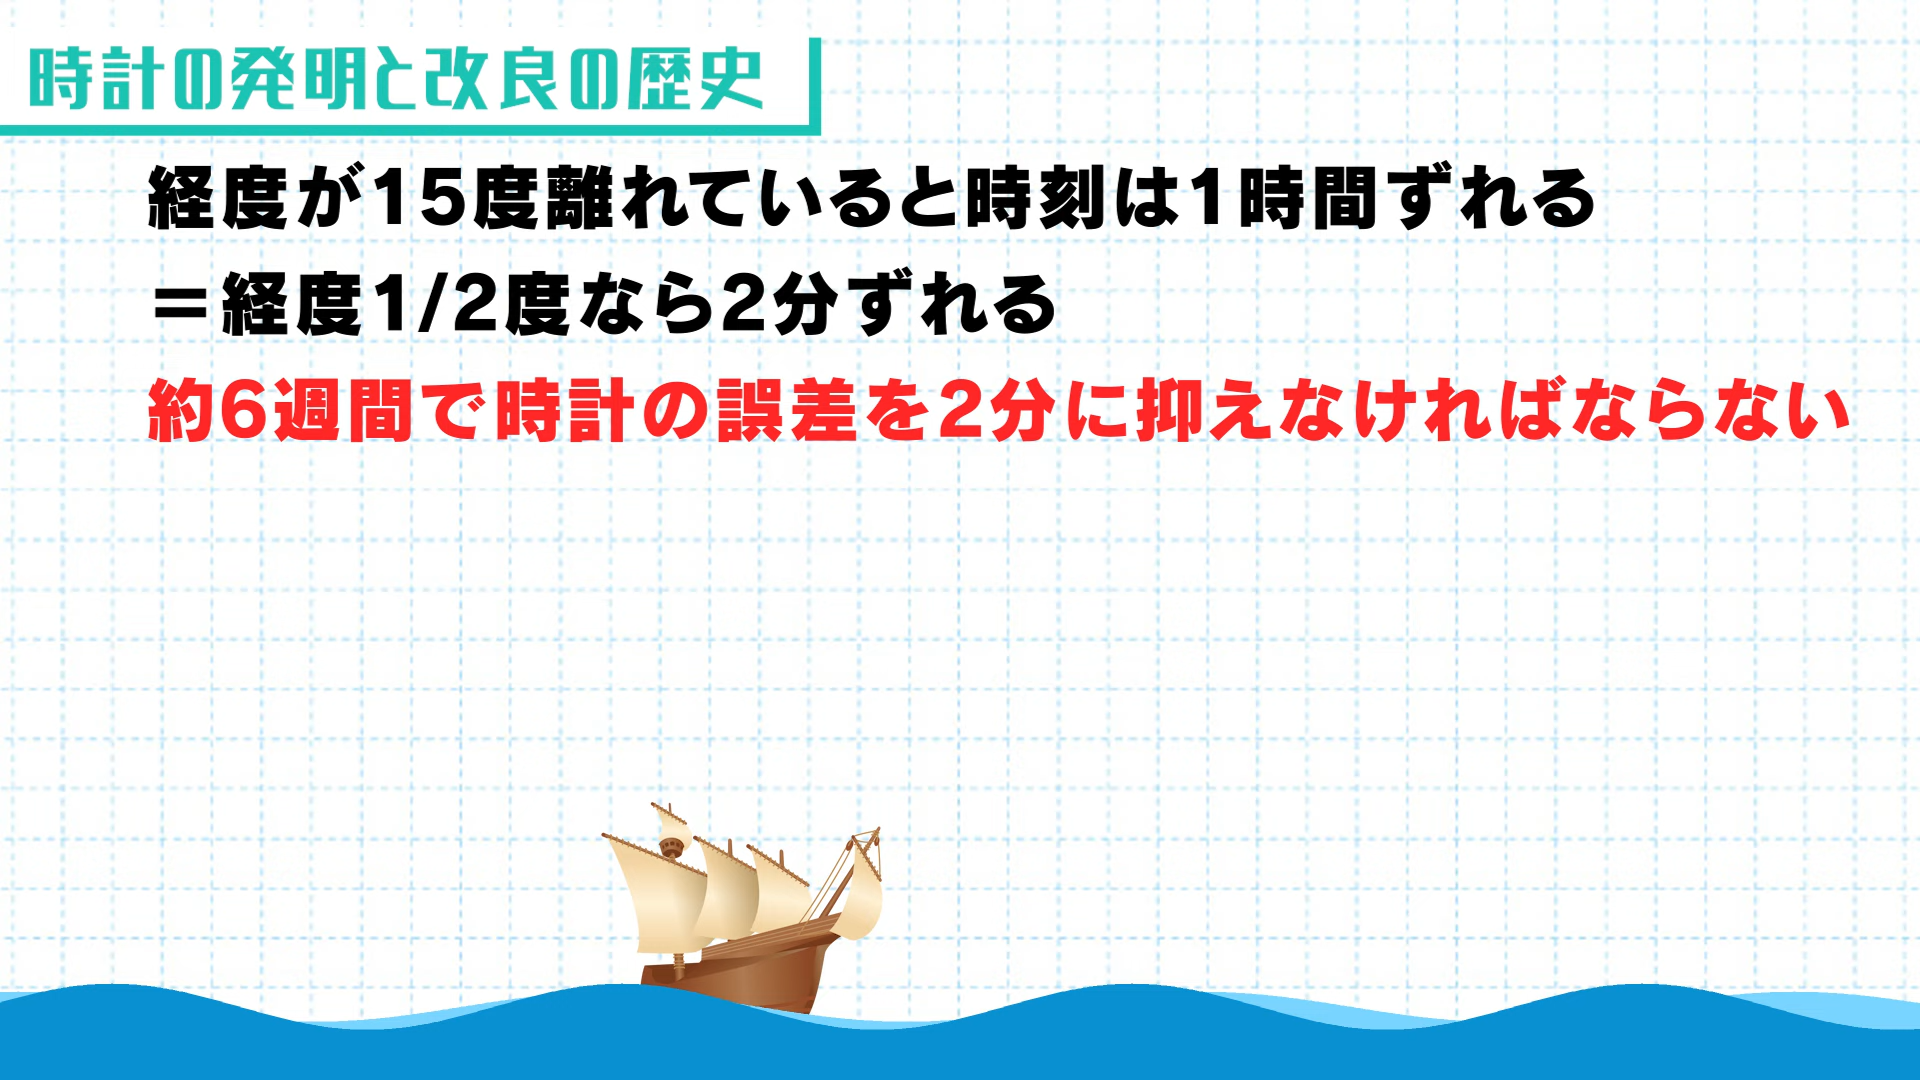 時計の発明と改良の歴史
経度が15度離れていると時刻は1時間ずれる
＝経度1/2度なら2分ずれる
約6週間で時計の誤差を2分に抑えなければならない